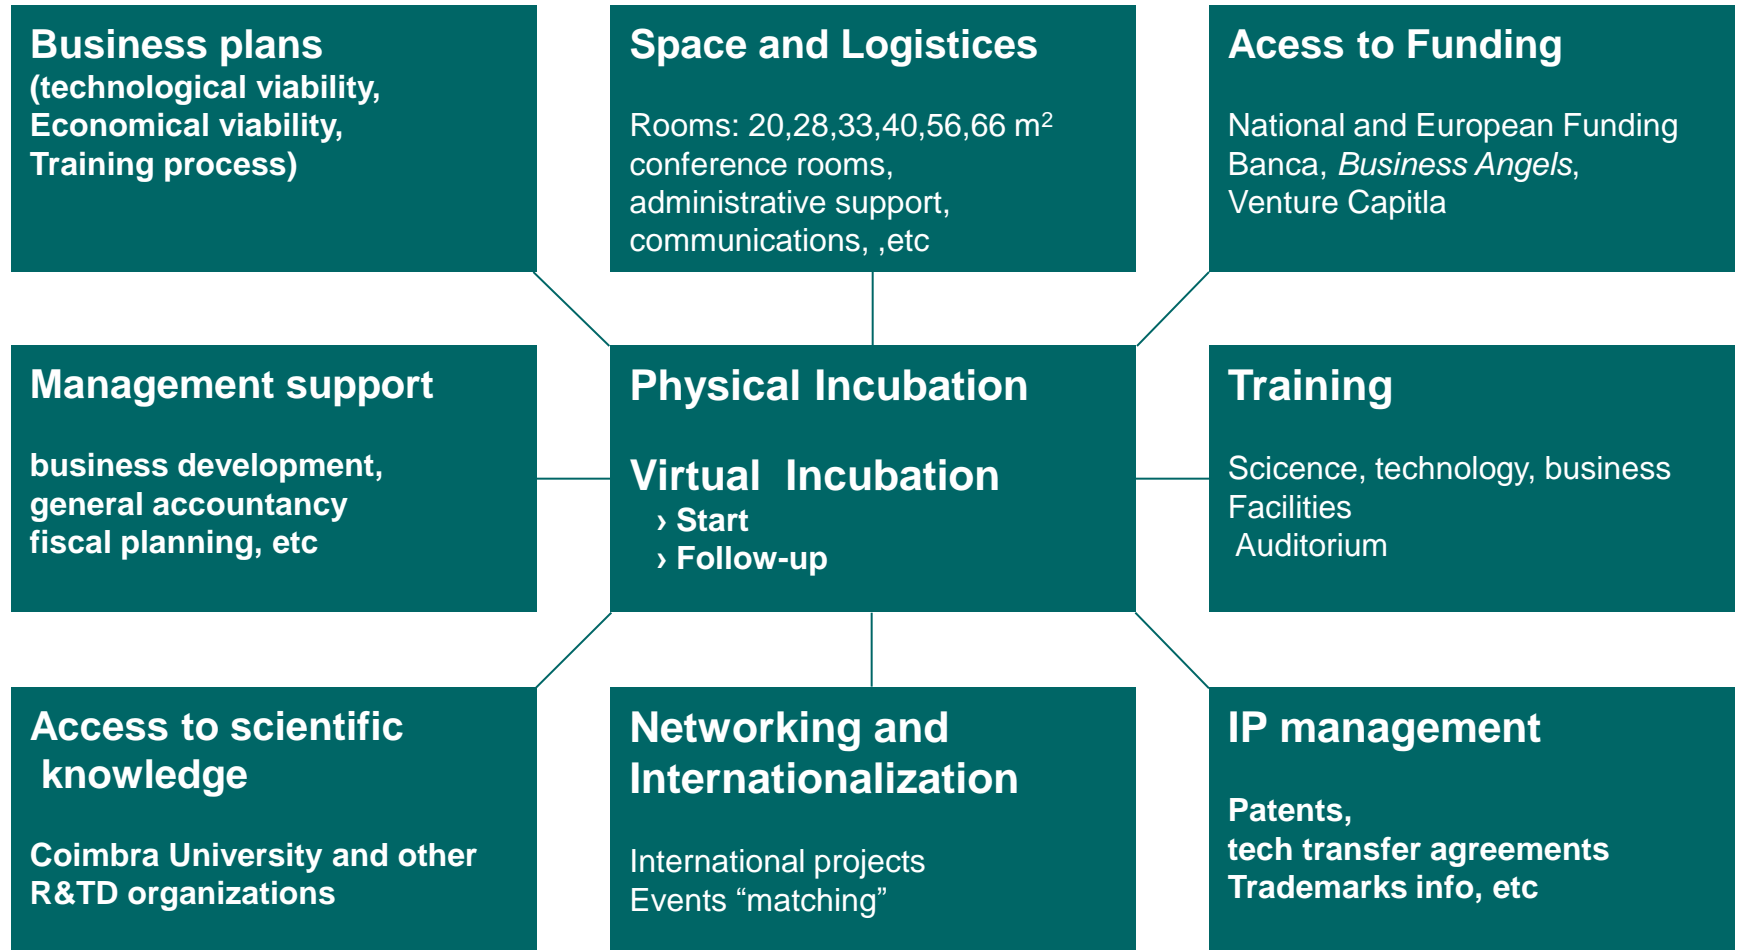 Business plans
(technological viability,
Economical viability,
Training process)
Space and Logistices
Rooms: 20,28,33,40,56,66 m²
conference rooms,
administrative support,
communications, ,etc
Acess to Funding
National and European Funding
Banca, Business Angels,
Venture Capitla
Management support
business development,
general accountancy
fiscal planning, etc
Physical Incubation
Virtual  Incubation
› Start
› Follow-up
Training
Scicence, technology, business
Facilities
Auditorium
Access to scientific
knowledge
Coimbra University and other
R&TD organizations
Networking and
Internationalization
International projects
Events “matching”
IP management
Patents,
tech transfer agreements
Trademarks info, etc